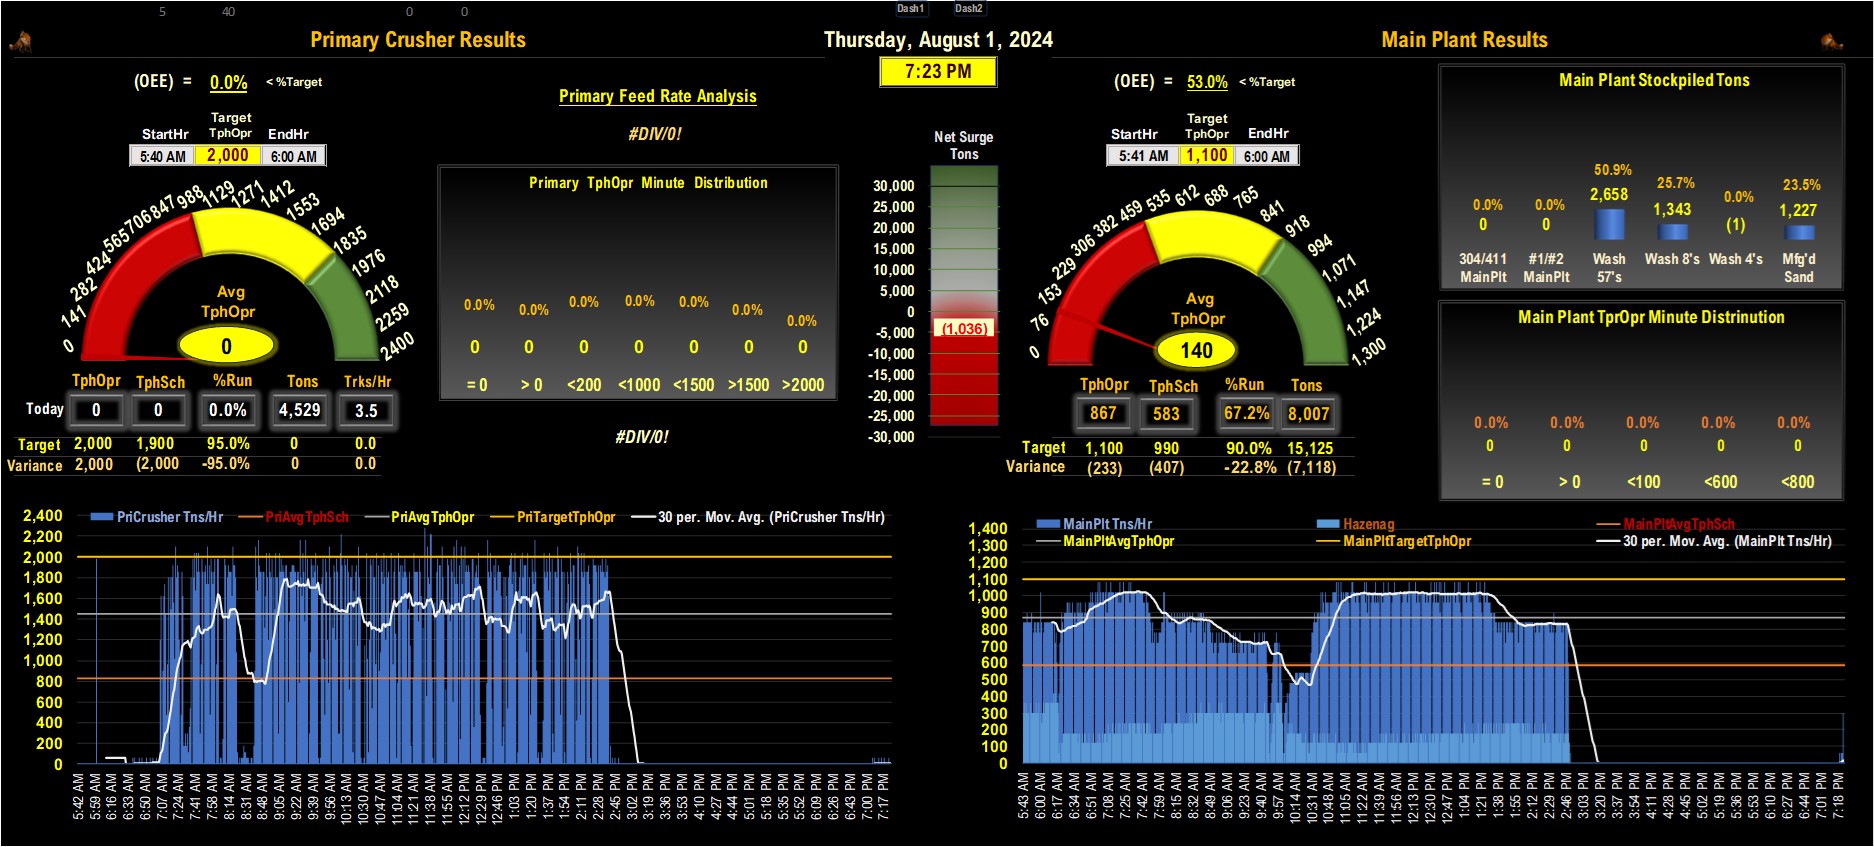 5 40 0 0 Dash1 Dash2
Primary Crusher Results
Thursday, August 1, 2024
Main Plant Results
7:23 PM
(OEE) = 0.0% < %Target
Primary Feed Rate Analysis
#DIV/0!
Target
StartHr TphOpr EndHr
5:40 AM 2,000 6:00 AM
0 141 282 424 565 706 847 988 1129 1271 1412 1553 1694 1835 1976 2118 2259 2400
Avg
TphOpr
0
TphOpr TphSch %Run Tons Trks/Hr
Today 0 0 0.0% 4,529 3.5
Target 2,000 1,900 95.0% 0 0.0
Variance 2,000 (2,000 -95.0% 0 0.0
Primary TphOpr Minute Distribution
0.0% 0.0% 0.0% 0.0% 0.0% 0.0% 0.0%
0 0 0 0 0 0 0
= 0 > 0 <200 <1000 <1500 >1500 >2000
#DIV/0!
Net Surge
Tons
30,000
25,000
20,000
15,000
10,000
5,000
0
(1,036)
-5,000
-10,000
-15,000
-20,000
-25,000
-30,000
(OEE) = 53.0% < %Target
Target
StartHr TphOpr EndHr
5:41 AM 1,100 6:00 AM
0 76 153 229 306 382 459 535 612 688 765 841 918 994 1,071 1,147 1,224 1,300
Avg
TphOpr
140
TphOpr TphSch %Run Tons
867 583 67.2% 8,007
Target 1,100 990 90.0% 15,125
Variance (233) (407) -22.8% (7,118)
Main Plant Stockpiled Tons
0.0% 0.0% 50.9% 25.7% 0.0% 23.5%
0 0 2,658 1,343 (1) 1,227
304/411 #1/#2 Wash Wash 8's Wash 4's Mfg'd
MainPlt MainPlt 57's Sand
Main Plant TprOpr Minute Distrinution
0.0% 0.0% 0.0% 0.0% 0.0%
0 0 0 0 0
= 0 > 0 <100 <600 <800
PriCrusher Tns/Hr PriAvgTphSch PriAvgTphOpr PriTargetTphOpr 30 per. Mov. Avg. (PriCrusher Tns/Hr)
2,400
2,200
2,000
1,800
1,600
1,400
1,200
1,000
800
600
400
200
0
5:42 AM 5:59 AM 6:16 AM 6:33 AM 6:50 AM 7:07 AM 7:24 AM 7:41 AM 7:58 AM 8:14 AM 8:31 AM 8:48 AM 9:05 AM 9:22 AM 9:39 AM 9:56 AM 10:13 AM 10:30 AM 10:47 AM 11:04 AM 11:21 AM 11:38 AM 11:55 AM 12:12 PM 12:29 PM 12:46 PM 1:03 PM 1:20 PM 1:37 PM 1:54 PM 2:11 PM 2:28 PM 2:45 PM 3:02 PM 3:19 PM 3:36 PM 3:53 PM 4:10 PM 4:27 PM 4:44 PM 5:01 PM 5:18 PM 5:35 PM 5:52 PM 6:09 PM 6:26 PM 6:43 PM 7:00 PM 7:17 PM
MainPlt Tns/Hr Hazenag MainPltAvgTphSch
MainPltAvgTphOpr MainPltTargetTphOpr 30 per. Mov. Avg. (MainPlt Tns/Hr)
1,400
1,300
1,200
1,100
1,000
900
800
700
600
500
400
300
200
100
0
5:43 AM 6:00 AM 6:17 AM 6:34 AM 6:51 AM 7:08 AM 7:25 AM 7:42 AM 7:59 AM 8:15 AM 8:32 AM 8:49 AM 9:06 AM 9:23 AM 9:40 AM 9:57 AM 10:14 AM 10:31 AM 10:48 AM 11:05 AM 11:22 AM 11:39 AM 11:56 AM 12:13 PM 12:30 PM 12:47 PM 1:04 PM 1:21 PM 1:38 PM 1:55 PM 2:12 PM 2:29 PM 2:46 PM 3:03 PM 3:20 PM 3:37 PM 3:54 PM 4:11 PM 4:28 PM 4:45 PM 5:02 PM 5:19 PM 5:36 PM 5:53 PM 6:10 PM 6:27 PM 6:44 PM 7:01 PM 7:18 PM